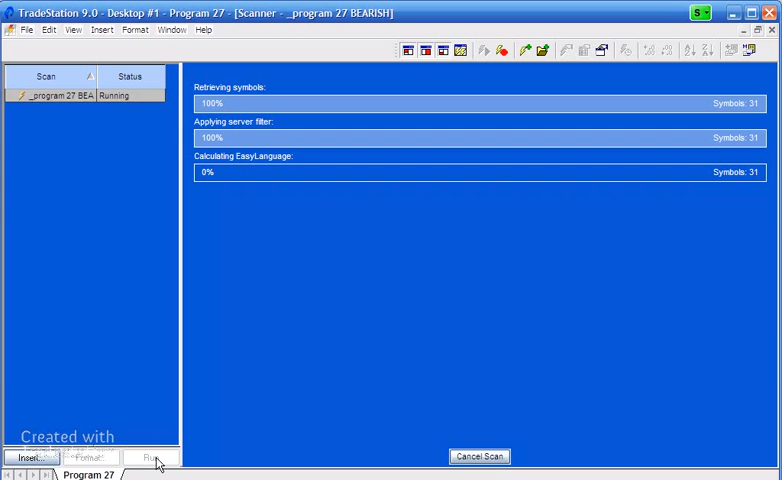 TradeStation 9.0 - Desktop #1 - Program 27 - [Scanner - _program 27 BEARISH]
S
File Edit View Insert Format Window Help
Scan Status
_program 27 BEA Running
Retrieving symbols:
100% Symbols: 31
Applying server filter:
100% Symbols: 31
Calculating EasyLanguage:
0% Symbols: 31
Created with
Insert... Format... Run
Cancel Scan
Program 27